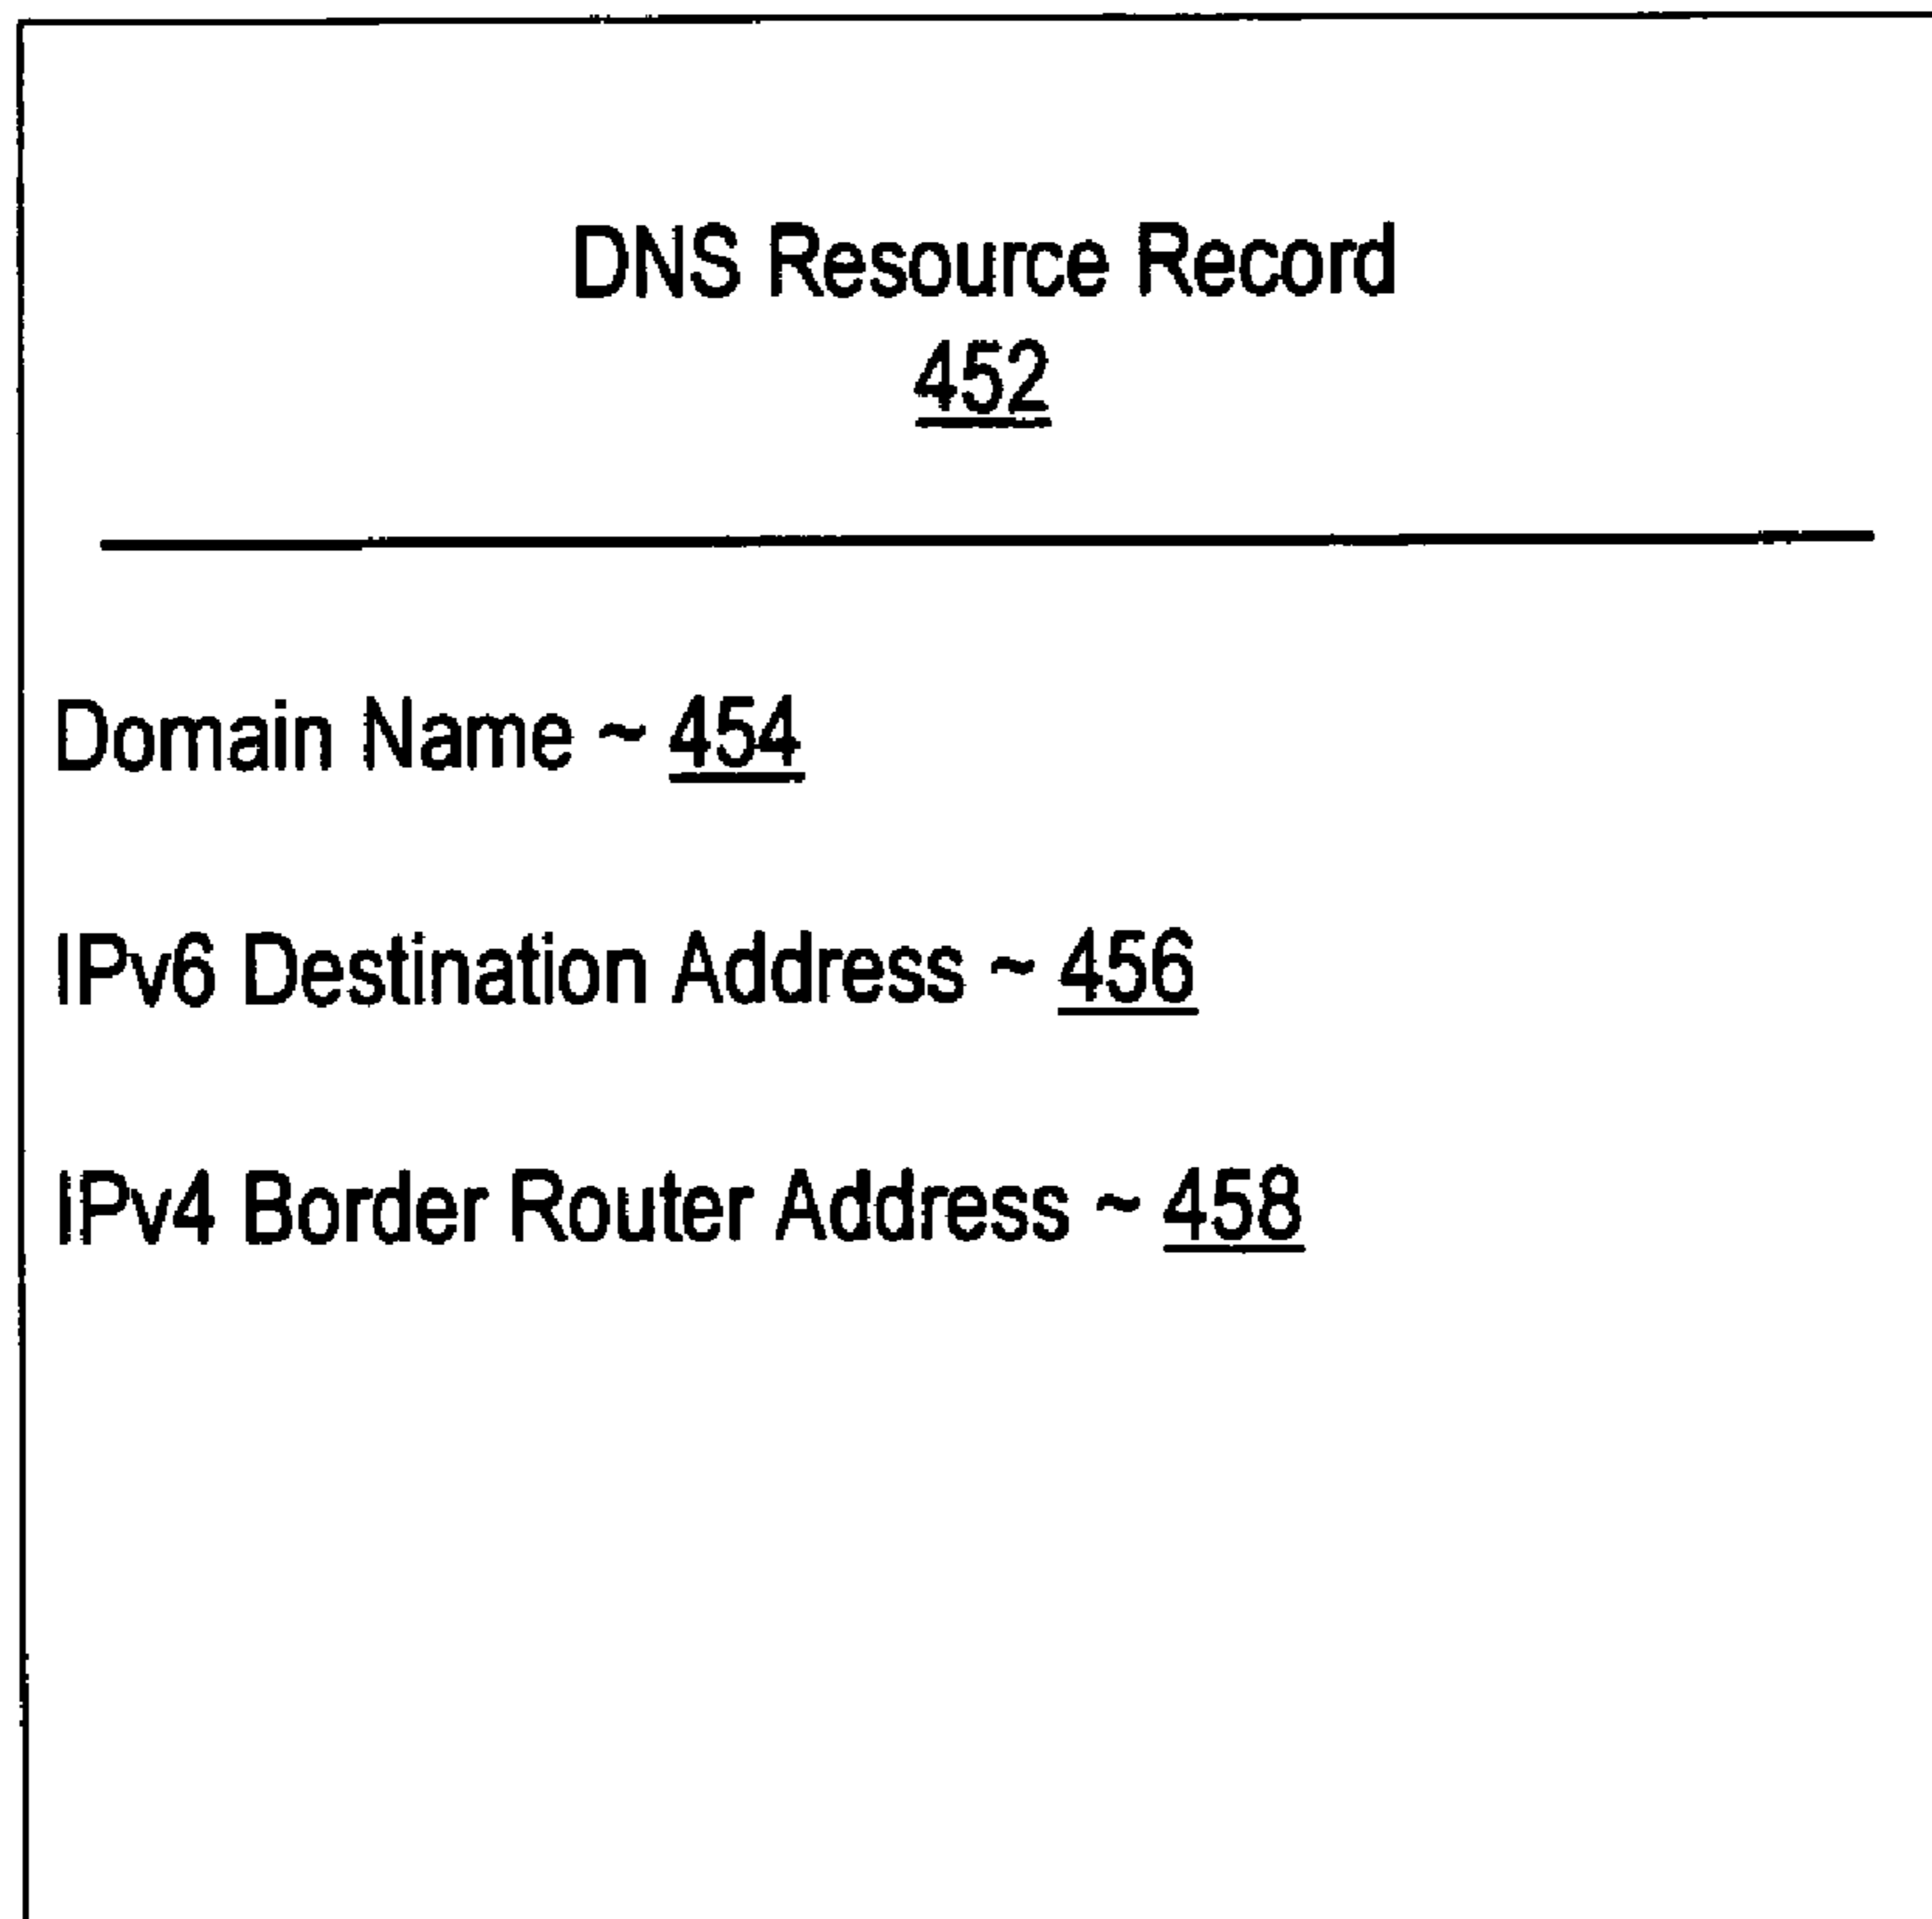 DNS Resource Record
452
Domain Name ~ 454
IPv6 Destination Address ~ 456
IPv4 Border Router Address ~ 458